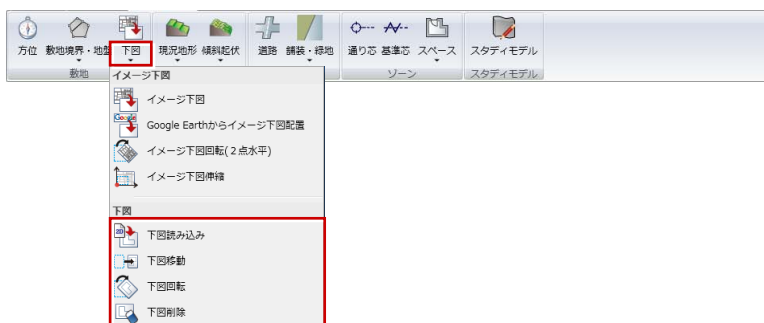 方位 敷地境界・地盤 下図 現況地形 傾斜起伏 道路 舗装・緑地 通り芯 基準芯 スペース スタディモデル
敷地 ゾーン スタディモデル
イメージ下図
イメージ下図
Google
Google Earthからイメージ下図配置
イメージ下図回転(２点水平)
イメージ下図伸縮
下図
2D
下図読み込み
下図移動
下図回転
下図削除